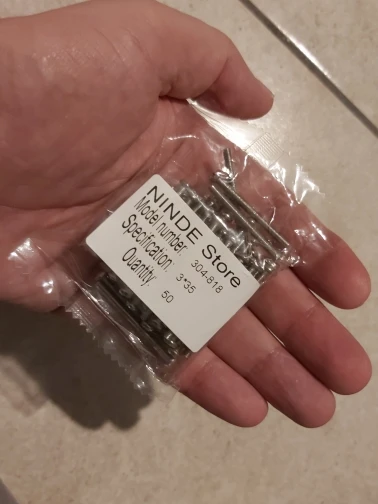 NINDE Store
Model number: 304-818
Specification: 3*35
Quantity: 50